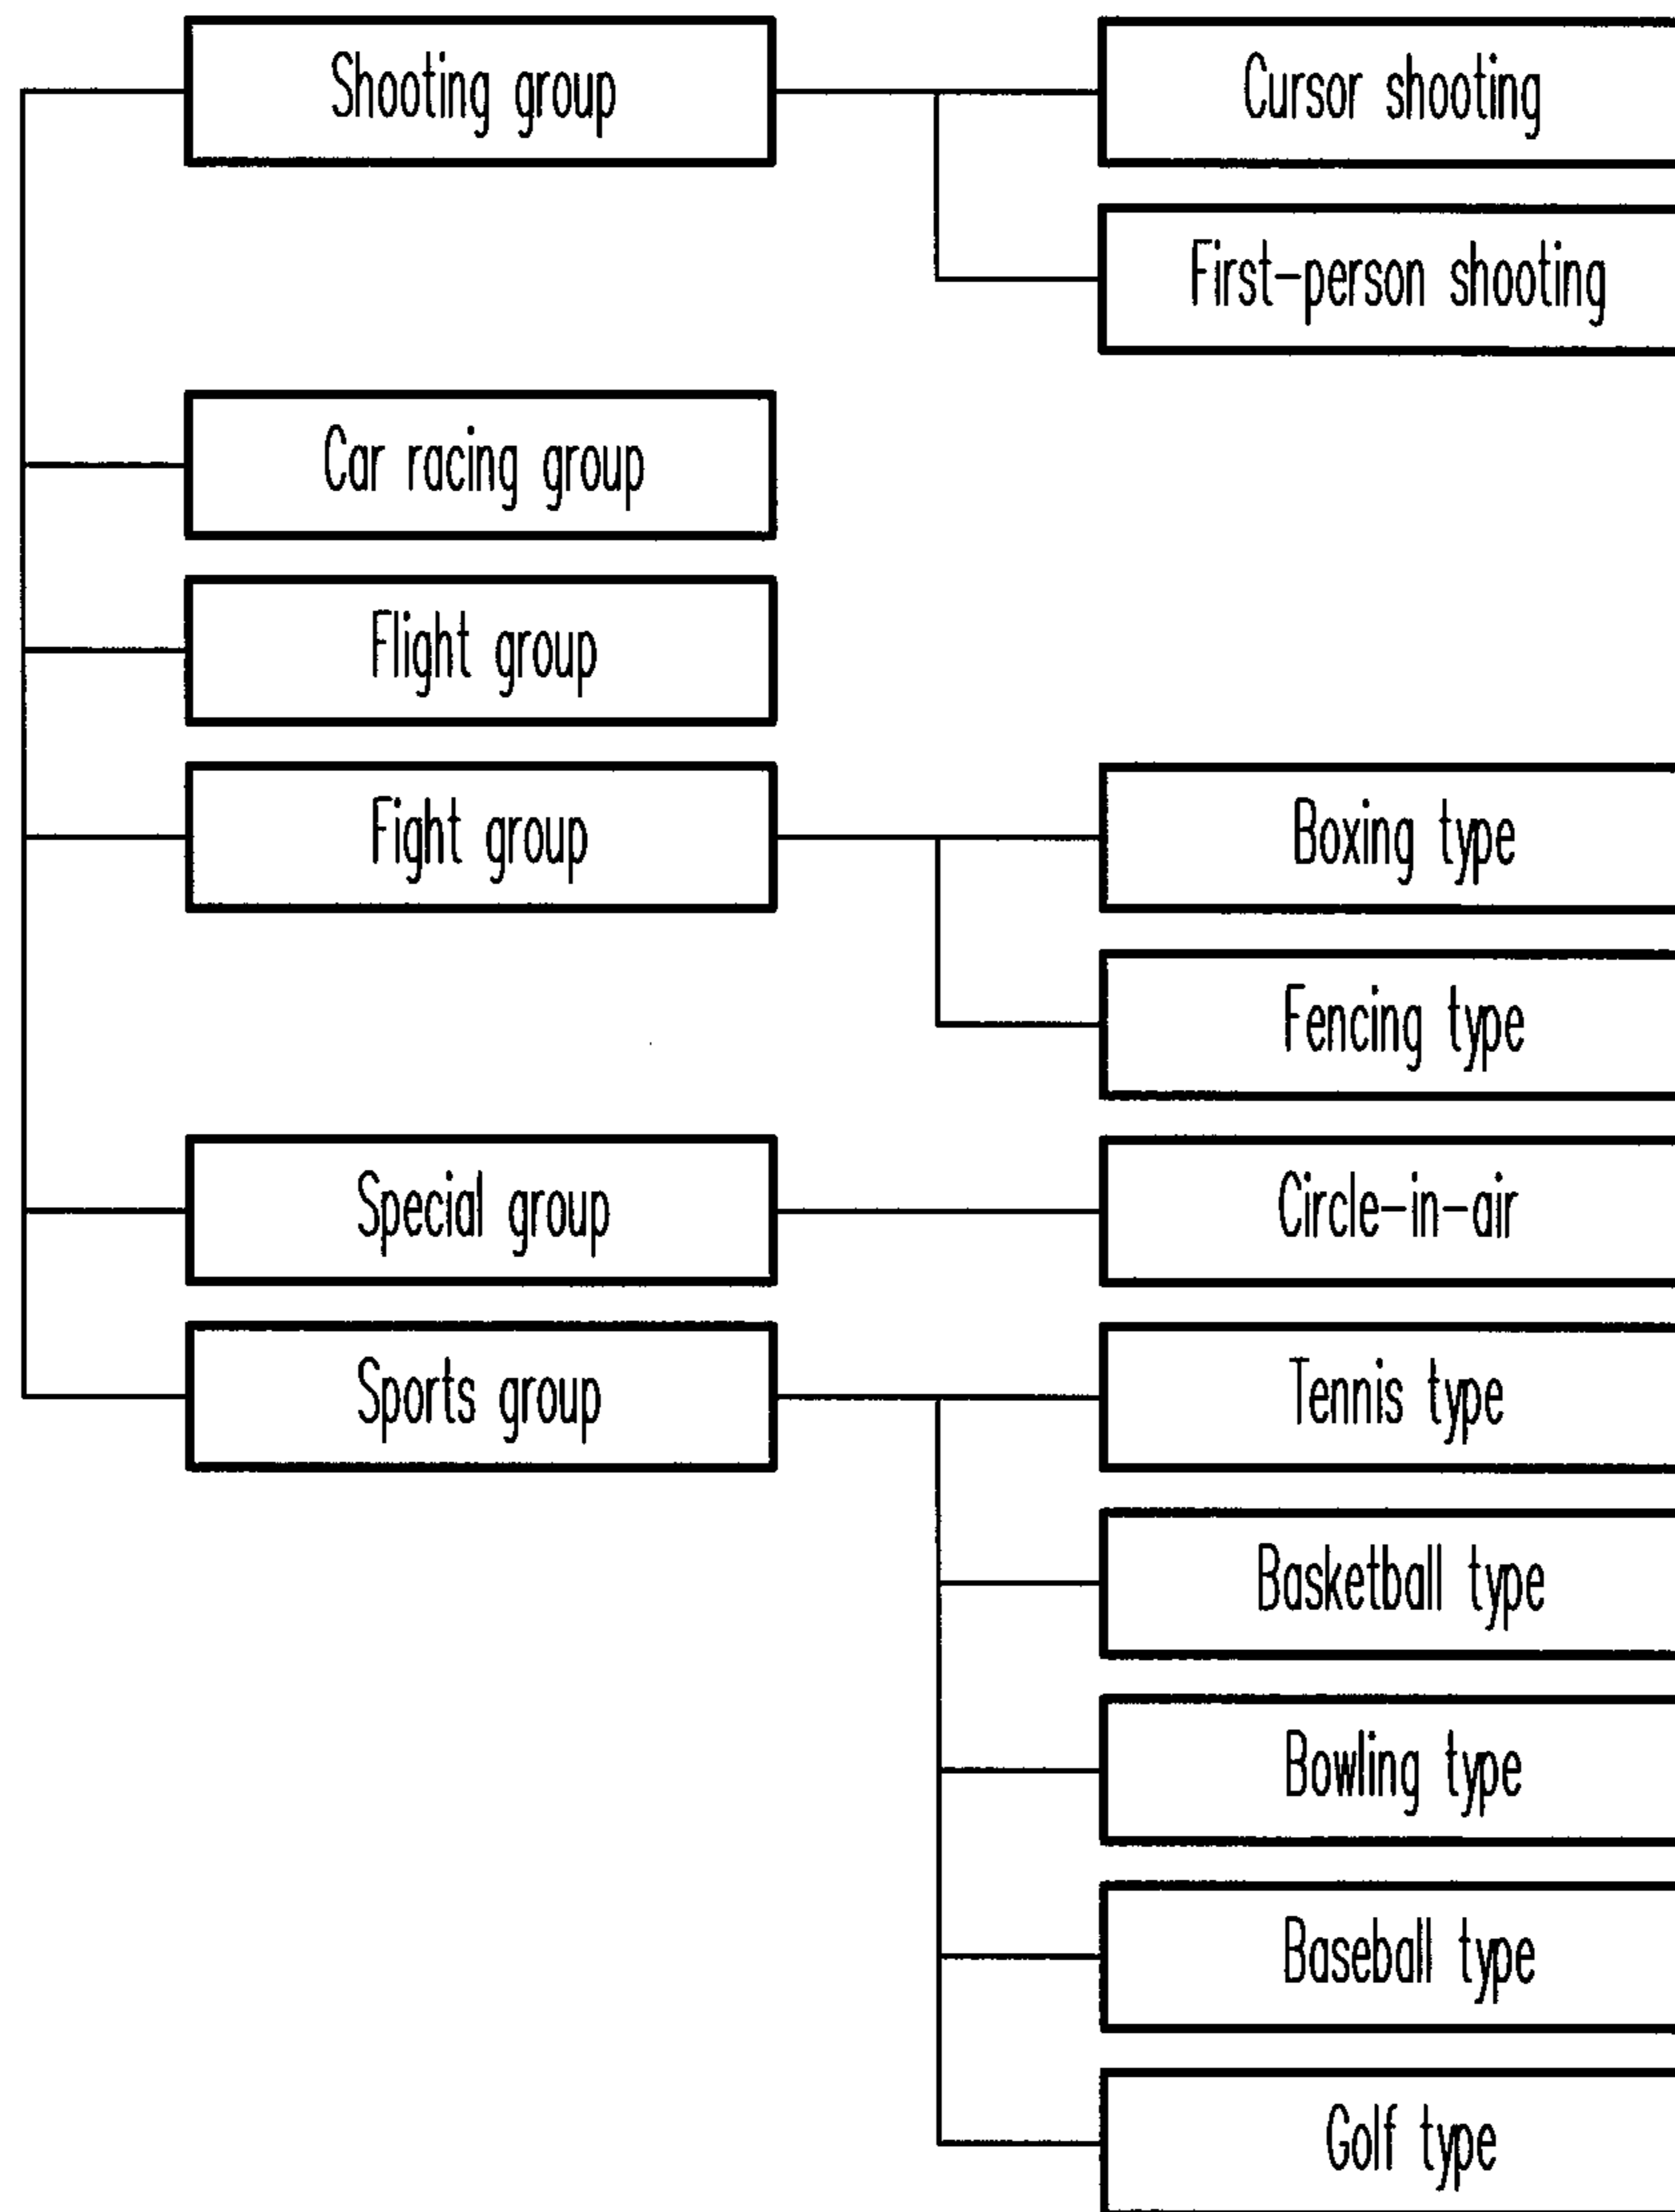 Shooting group
Cursor shooting
First-person shooting
Car racing group
Flight group
Fight group
Boxing type
Fencing type
Special group
Circle-in-air
Sports group
Tennis type
Basketball type
Bowling type
Baseball type
Golf type